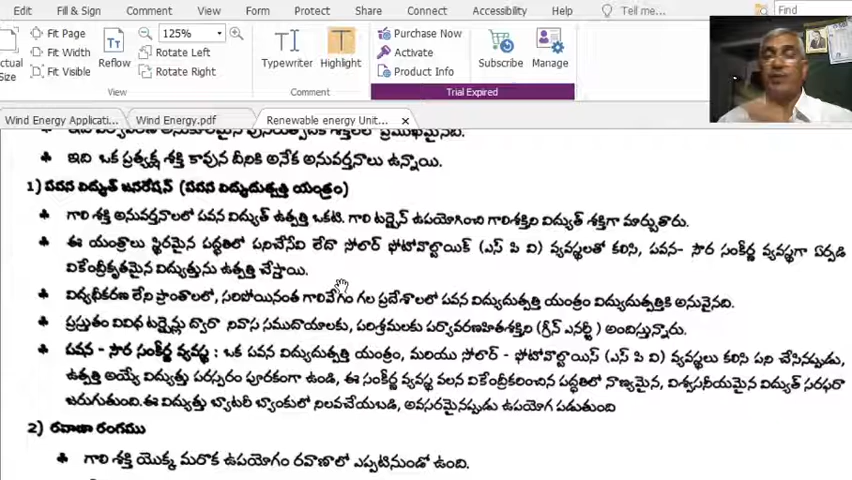 Edit Fill & Sign Comment View Form Protect Share Connect Accessibility Help Tell me... Find
Fit Page 125% Purchase Now
Fit Width Rotate Left Activate
Size Reflow Fit Visible Rotate Right Typewriter Highlight Product Info Subscribe Manage
View Comment Trial Expired
Wind Energy Applicati... Wind Energy.pdf Renewable energy Unit...
ఇది ఒక ప్రత్యక్ష శక్తి కావున దీనికి అనేక అనువర్తనాలు ఉన్నాయి.
1) పవన విద్యుత్ జనరేషన్ (పవన విద్యుదుత్పత్తి యంత్రం)
గాలి శక్తి అనువర్తనాలలో పవన విద్యుత్ ఉత్పత్తి ఒకటి. గాలి టర్బైన్ ఉపయోగించి గాలిశక్తిని విద్యుత్ శక్తిగా మార్చుతారు.
ఈ యంత్రాలు స్థిరమైన పద్ధతిలో పనిచేసేవి లేదా సోలార్ ఫోటోవాల్టాయిక్ (ఎస్ పి వి) వ్యవస్థలతో కలిసి, పవన- సౌర సంకీర్ణ వ్యవస్థగా ఏర్పడి
వికేంద్రీకృతమైన విద్యుత్తును ఉత్పత్తి చేస్తాయి.
విద్యుదీకరణ లేని ప్రాంతాలలో, సరిపోయినంత గాలివేగం గల ప్రదేశాలలో పవన విద్యుదుత్పత్తి యంత్రం విద్యుదుత్పత్తికి అనువైనది.
ప్రస్తుతం వివిధ టర్బైన్ల ద్వారా నివాస సముదాయాలకు, పరిశ్రమలకు పర్యావరణహితశక్తిని (గ్రీన్ ఎనర్జీ) అందిస్తున్నారు.
పవన - సౌర సంకీర్ణ వ్యవస్థ : ఒక పవన విద్యుదుత్పత్తి యంత్రం, మరియు సోలార్ - ఫోటోవాల్టాయిస్ (ఎస్ పి వి) వ్యవస్థలు కలిసి పని చేసినప్పుడు,
ఉత్పత్తి అయ్యే విద్యుత్తు పరస్పరం పూరకంగా ఉండి, ఈ సంకీర్ణ వ్యవస్థ వలన వికేంద్రీకరించిన పద్ధతిలో నాణ్యమైన, విశ్వసనీయమైన విద్యుత్ సరఫరా
జరుగుతుంది.ఈ విద్యుత్తు బ్యాటరీ బ్యాంకులో నిలవచేయబడి, అవసరమైనప్పుడు ఉపయోగ పడుతుంది
2) రవాణా రంగము
గాలి శక్తి యొక్క మరొక ఉపయోగం రవాణాలో ఎప్పటినుండో ఉంది.